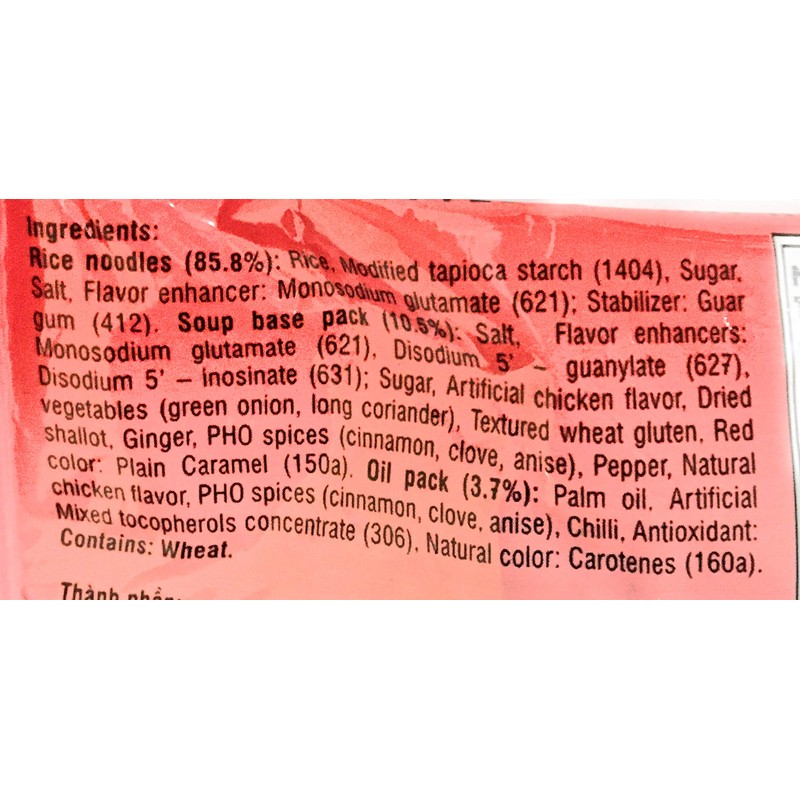 Ingredients:
Rice noodles (85.8%): Rice, Modified tapioca starch (1404), Sugar,
Salt, Flavor enhancer: Monosodium glutamate (621); Stabilizer: Guar
gum (412). Soup base pack (10.5%): Salt, Flavor enhancers:
Monosodium glutamate (621), Disodium 5' – guanylate (627),
Disodium 5' – inosinate (631); Sugar, Artificial chicken flavor, Dried
vegetables (green onion, long coriander), Textured wheat gluten, Red
shallot, Ginger, PHO spices (cinnamon, clove, anise), Pepper, Natural
color: Plain Caramel (150a). Oil pack (3.7%): Palm oil, Artificial
chicken flavor, PHO spices (cinnamon, clove, anise), Chilli, Antioxidant:
Mixed tocopherols concentrate (306), Natural color: Carotenes (160a).
Contains: Wheat.
Thành phần: